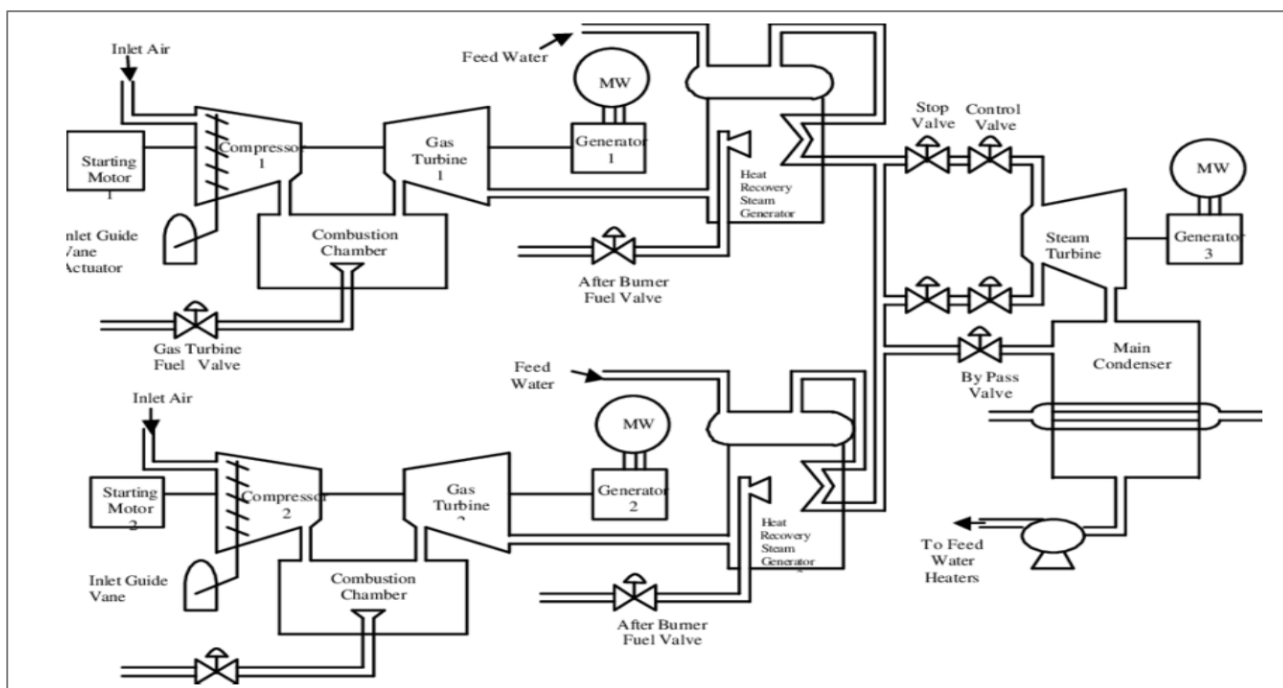 Inlet Air
Feed Water
MW
Stop
Valve
Control
Valve
Starting
Motor
1
Compressor
1
Gas
Turbine
1
Generator
1
MW
Heat
Recovery
Steam
Generator
Inlet Guide
Vane
Actuator
Combustion
Chamber
Steam
Turbine
Generator
3
After Burner
Fuel Valve
Gas Turbine
Fuel Valve
Main
Condenser
By Pass
Valve
Feed
Water
Inlet Air
MW
Starting
Motor
2
Compressor
2
Gas
Turbine
Generator
2
Heat
Recovery
Steam
Generator
To Feed
Water
Heaters
Inlet Guide
Vane
Combustion
Chamber
After Burner
Fuel Valve